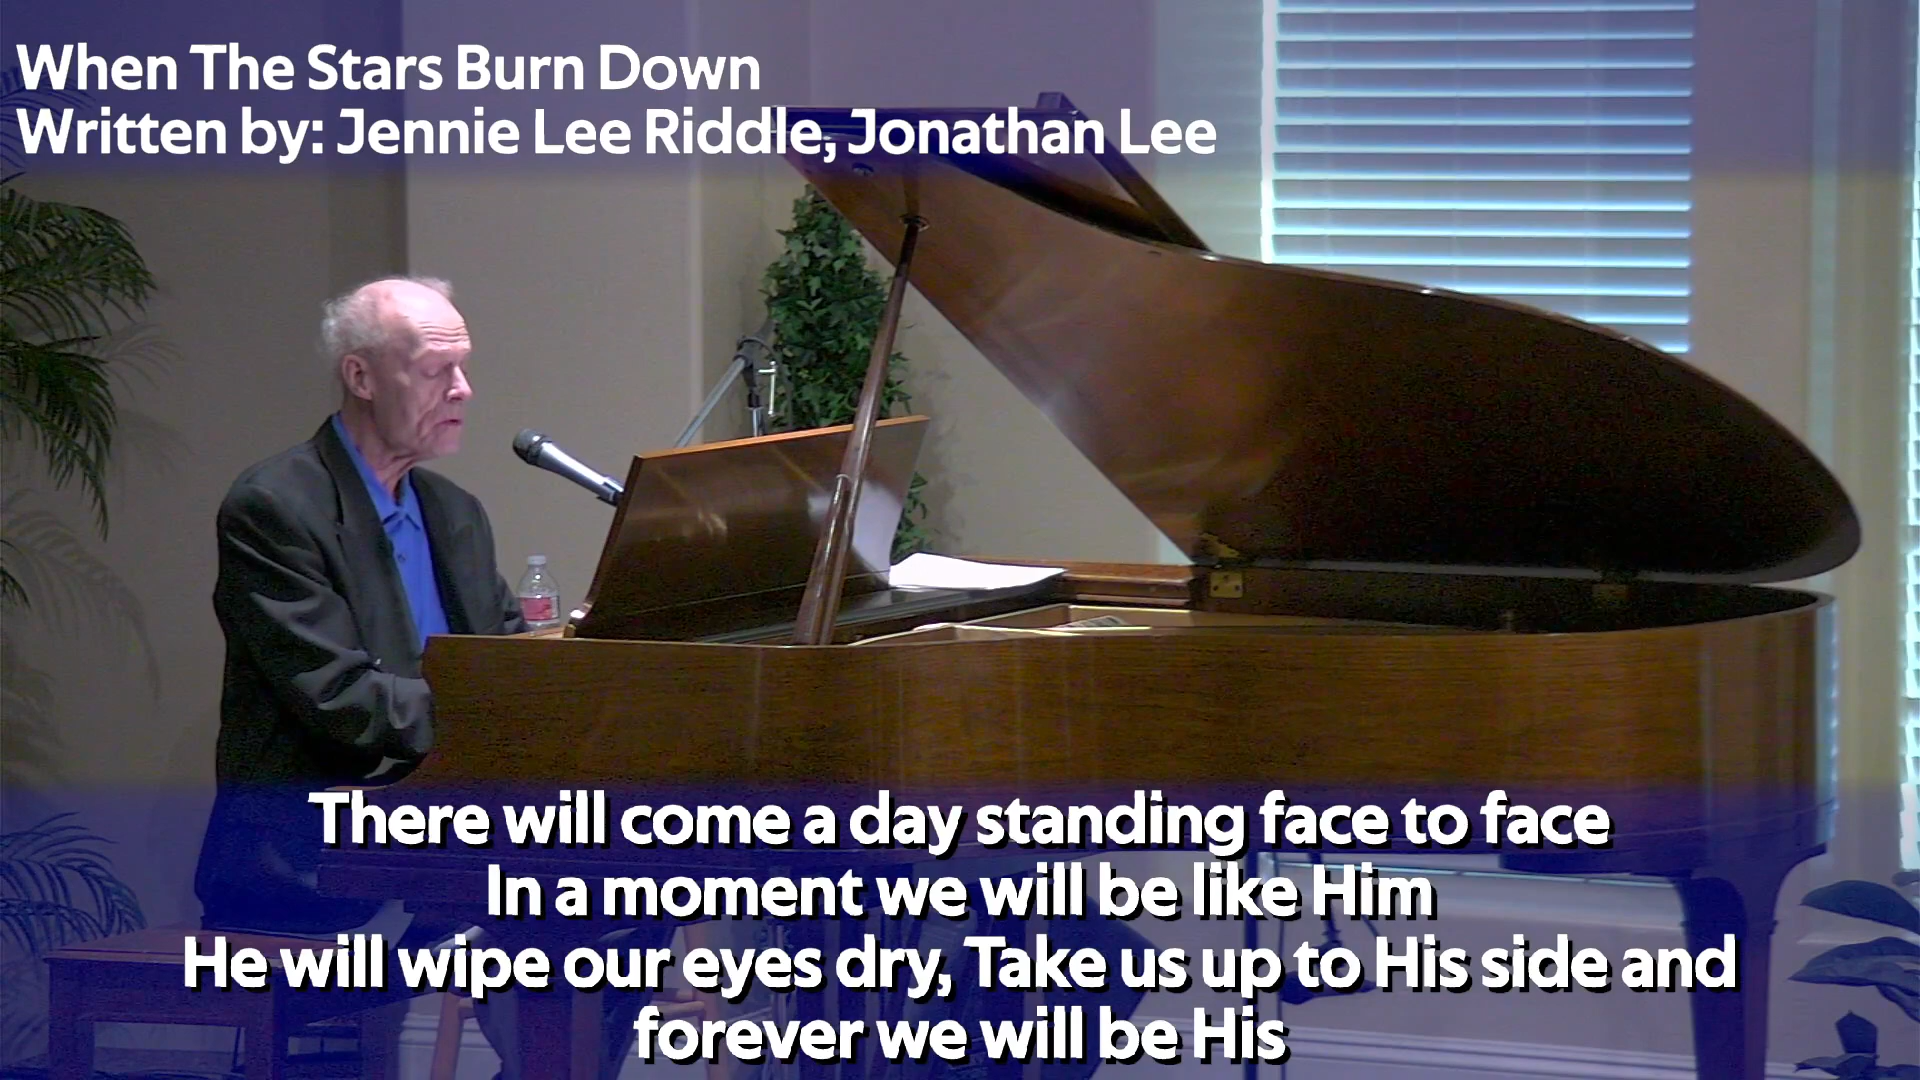 When The Stars Burn Down
Written by: Jennie Lee Riddle, Jonathan Lee
There will come a day standing face to face
In a moment we will be like Him
He will wipe our eyes dry, Take us up to His side and
forever we will be His